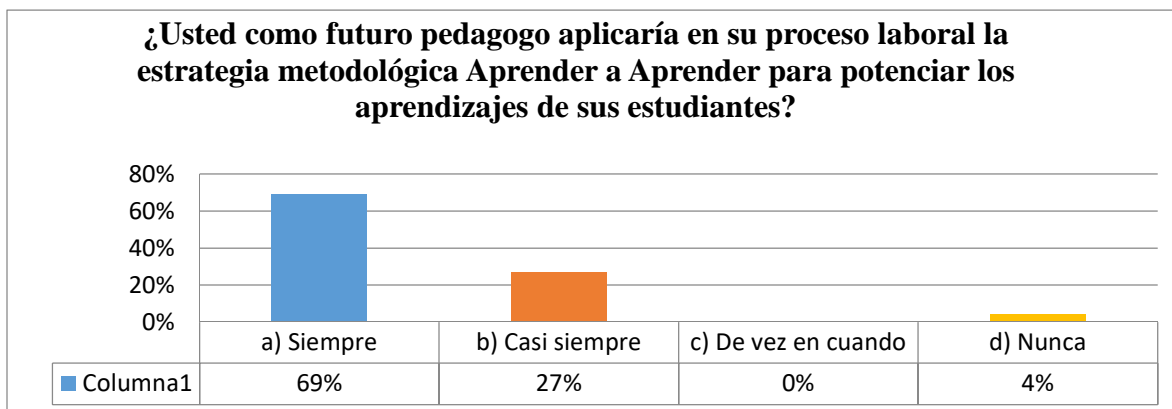 ¿Usted como futuro pedagogo aplicaría en su proceso laboral la
estrategia metodológica Aprender a Aprender para potenciar los
aprendizajes de sus estudiantes?
80%
60%
40%
20%
0%
a) Siempre b) Casi siempre c) De vez en cuando d) Nunca
Columna1 69% 27% 0% 4%